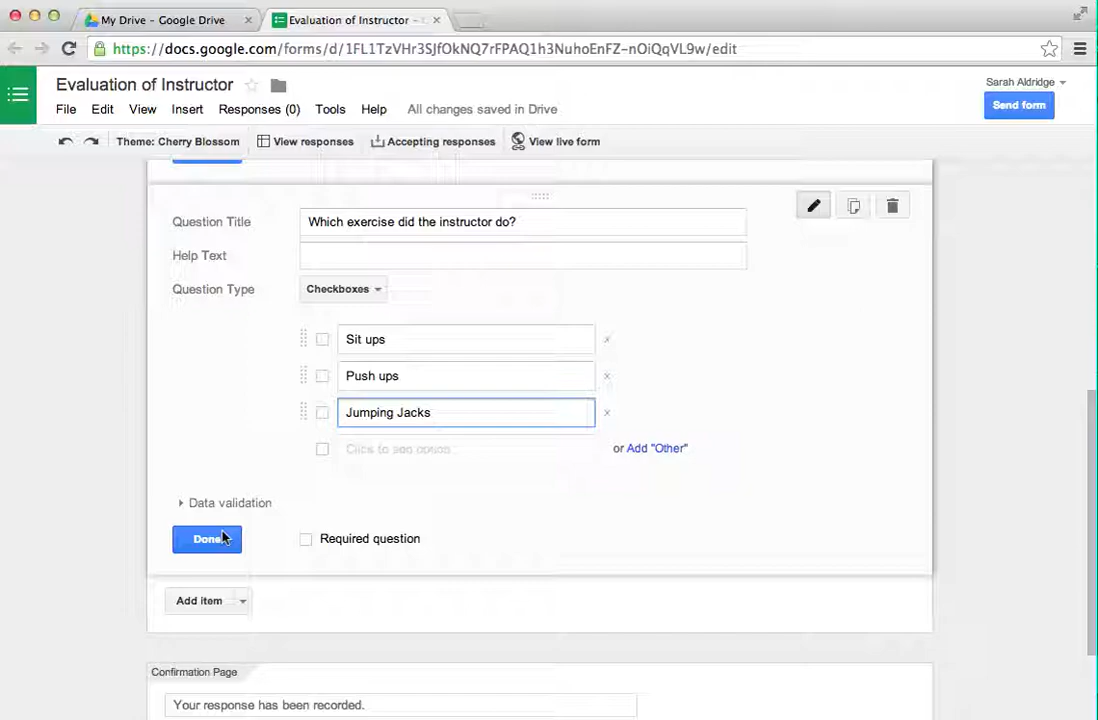 My Drive – Google Drive
Evaluation of Instructor –
https://docs.google.com/forms/d/1FL1TzVHr3SJfOkNQ7rFPAQ1h3NuhoEnFZ-nOiQqVL9w/edit
Evaluation of Instructor
Sarah Aldridge
File Edit View Insert Responses (0) Tools Help All changes saved in Drive
Send form
Theme: Cherry Blossom View responses Accepting responses View live form
Question Title Which exercise did the instructor do?
Help Text
Question Type Checkboxes
Sit ups
Push ups
Jumping Jacks
Click to add option
or Add "Other"
Data validation
Done
Required question
Add item
Confirmation Page
Your response has been recorded.